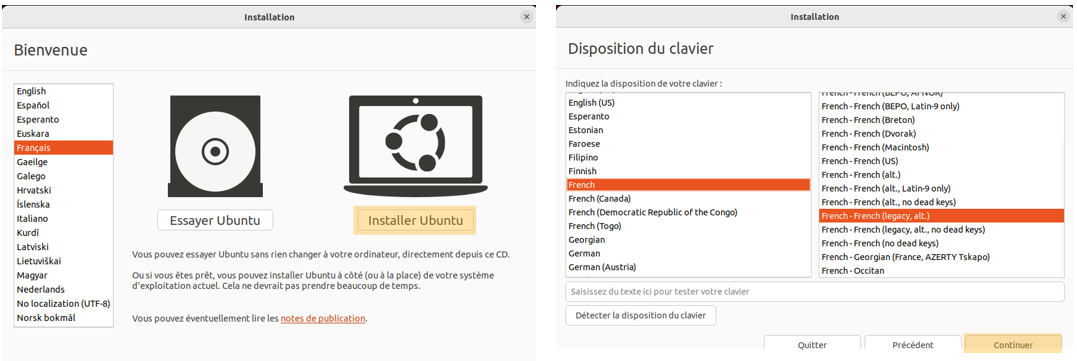 Installation
Bienvenue
English
Español
Esperanto
Euskara
Français
Gaeilge
Galego
Hrvatski
Íslenska
Italiano
Kurdî
Latviski
Lietuviškai
Magyar
Nederlands
No localization (UTF-8)
Norsk bokmål
Essayer Ubuntu
Installer Ubuntu
Vous pouvez essayer Ubuntu sans rien changer à votre ordinateur, directement depuis ce CD.
Ou si vous êtes prêt, vous pouvez installer Ubuntu à côté (ou à la place) de votre système
d'exploitation actuel. Cela ne devrait pas prendre beaucoup de temps.
Vous pouvez éventuellement lire les notes de publication.
Installation
Disposition du clavier
Indiquez la disposition de votre clavier :
English (US)
Esperanto
Estonian
Faroese
Filipino
Finnish
French
French (Canada)
French (Democratic Republic of the Congo)
French (Togo)
Georgian
German
German (Austria)
French - French (BEPO, AFNOR)
French - French (BEPO, Latin-9 only)
French - French (Breton)
French - French (Dvorak)
French - French (Macintosh)
French - French (US)
French - French (alt.)
French - French (alt., Latin-9 only)
French - French (alt., no dead keys)
French - French (legacy, alt.)
French - French (legacy, alt., no dead keys)
French - French (no dead keys)
French - Georgian (France, AZERTY Tskapo)
French - Occitan
Saisissez du texte ici pour tester votre clavier
Détecter la disposition du clavier
Quitter
Précédent
Continuer